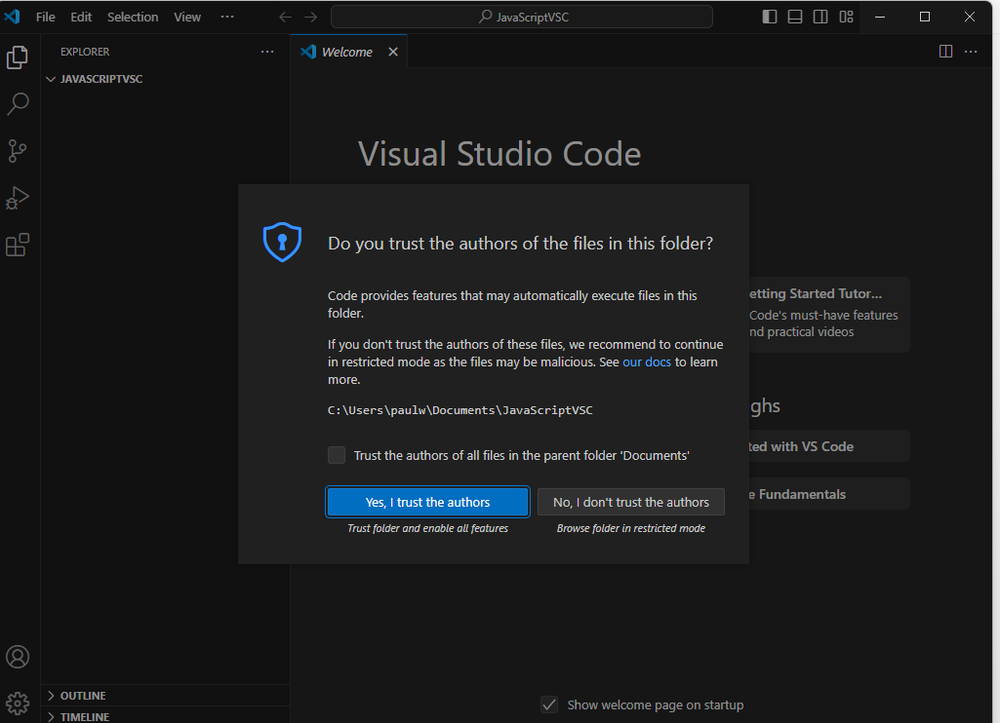 File Edit Selection View ···
JavaScriptVSC
EXPLORER ···
Welcome
JAVASCRIPTVSC
Visual Studio Code
Do you trust the authors of the files in this folder?
Code provides features that may automatically execute files in this
folder.
If you don't trust the authors of these files, we recommend to continue
in restricted mode as the files may be malicious. See our docs to learn
more.
C:\Users\paulw\Documents\JavaScriptVSC
Trust the authors of all files in the parent folder 'Documents'
Yes, I trust the authors
No, I don't trust the authors
Trust folder and enable all features
Browse folder in restricted mode
etting Started Tutor...
Code's must-have features
nd practical videos
ghs
ted with VS Code
e Fundamentals
OUTLINE
TIMELINE
Show welcome page on startup